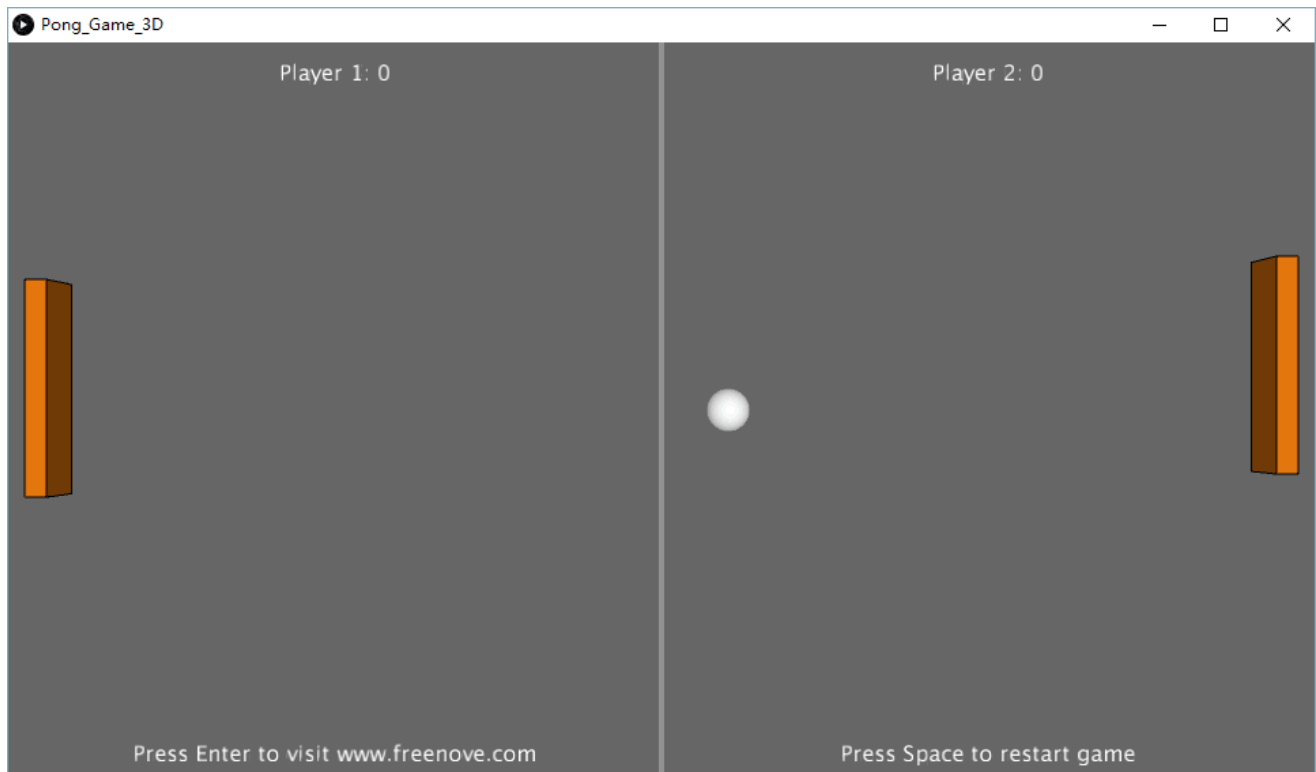 Pong_Game_3D
Player 1: 0
Player 2: 0
Press Enter to visit www.freenove.com
Press Space to restart game